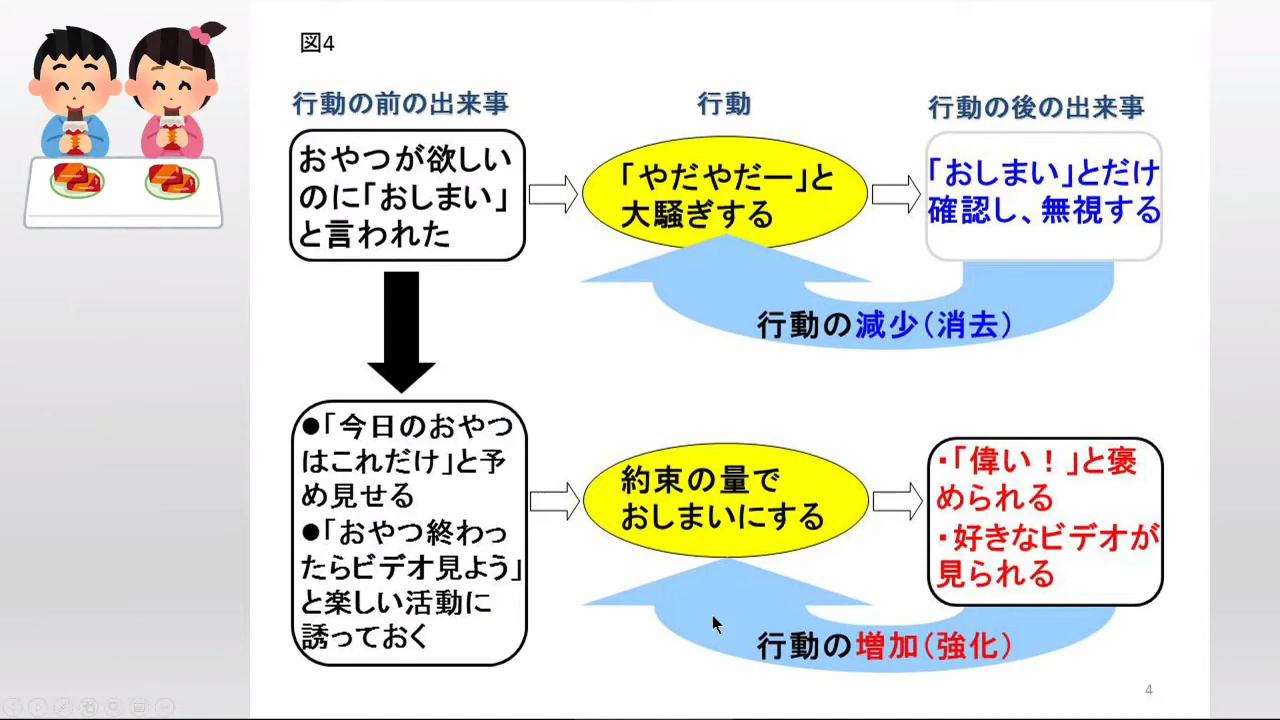 図4
行動の前の出来事
行動
行動の後の出来事
おやつが欲しい
のに「おしまい」
と言われた
「やだやだー」と
大騒ぎする
「おしまい」とだけ
確認し、無視する
行動の減少（消去）
●「今日のおやつ
はこれだけ」と予
め見せる
●「おやつ終わっ
たらビデオ見よう」
と楽しい活動に
誘っておく
約束の量で
おしまいにする
・「偉い！」と褒
められる
・好きなビデオが
見られる
行動の増加（強化）
4